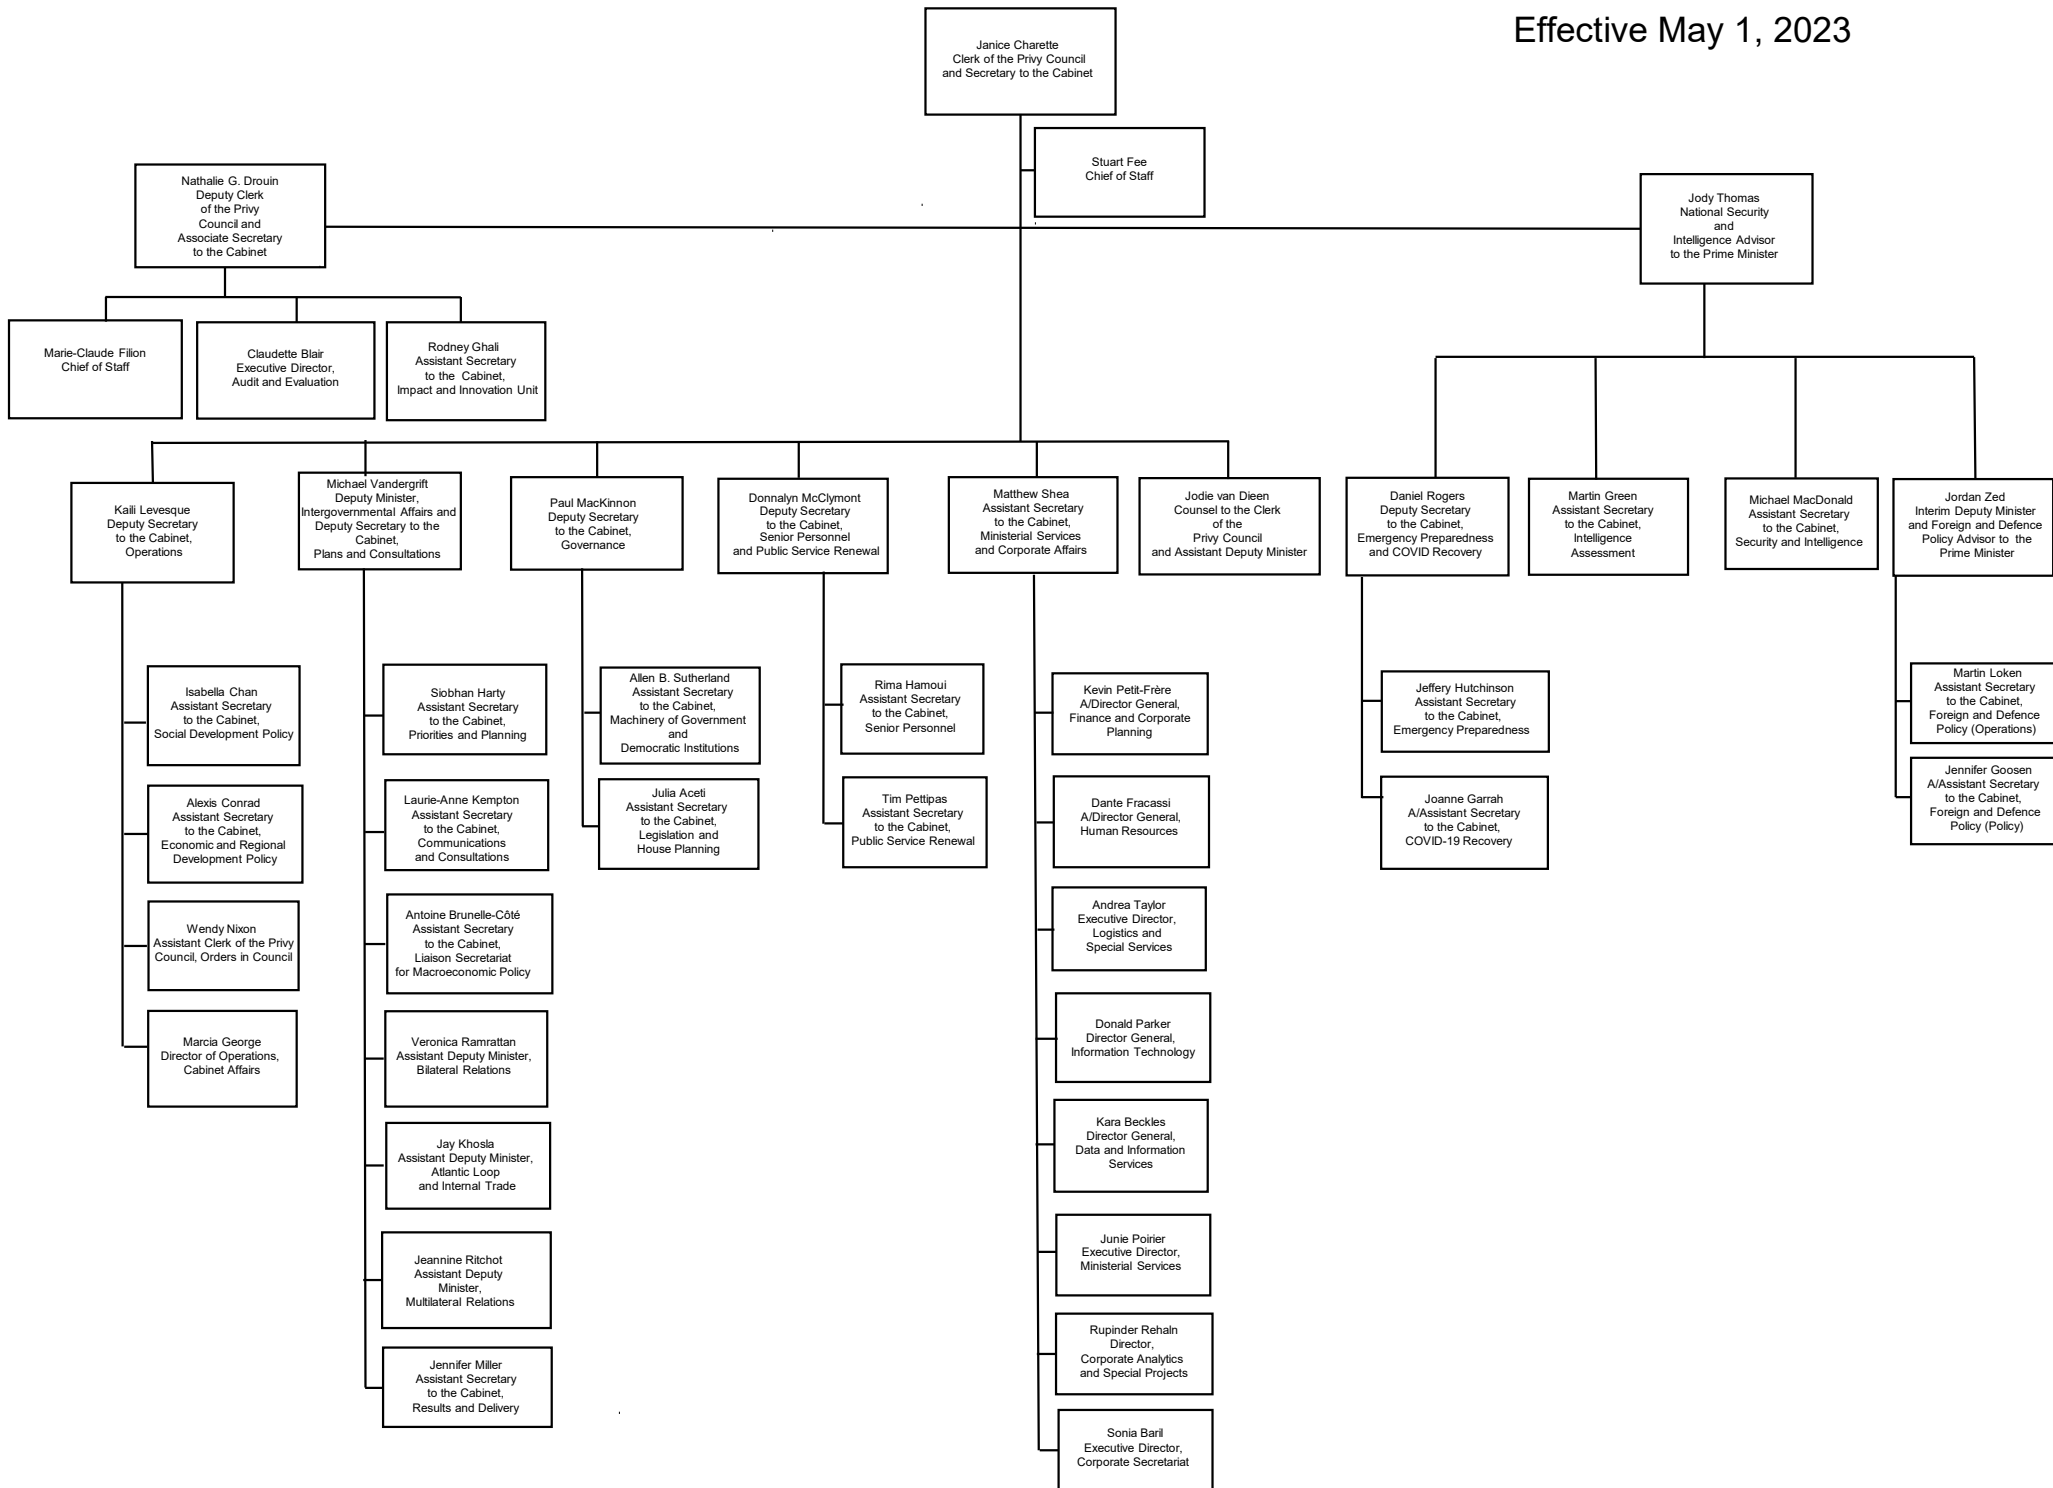 Effective May 1, 2023
Janice Charette
Clerk of the Privy Council
and Secretary to the Cabinet
Stuart Fee
Chief of Staff
Nathalie G. Drouin
Deputy Clerk
of the Privy
Council and
Associate Secretary
to the Cabinet
Jody Thomas
National Security
and
Intelligence Advisor
to the Prime Minister
Marie-Claude Filion
Chief of Staff
Claudette Blair
Executive Director,
Audit and Evaluation
Rodney Ghali
Assistant Secretary
to the Cabinet,
Impact and Innovation Unit
Kaili Levesque
Deputy Secretary
to the Cabinet,
Operations
Michael Vandergrift
Deputy Minister,
Intergovernmental Affairs and
Deputy Secretary to the
Cabinet,
Plans and Consultations
Paul MacKinnon
Deputy Secretary
to the Cabinet,
Governance
Donnalyn McClymont
Deputy Secretary
to the Cabinet,
Senior Personnel
and Public Service Renewal
Matthew Shea
Assistant Secretary
to the Cabinet,
Ministerial Services
and Corporate Affairs
Jodie van Dieen
Counsel to the Clerk
of the
Privy Council
and Assistant Deputy Minister
Daniel Rogers
Deputy Secretary
to the Cabinet,
Emergency Preparedness
and COVID Recovery
Martin Green
Assistant Secretary
to the Cabinet,
Intelligence
Assessment
Michael MacDonald
Assistant Secretary
to the Cabinet,
Security and Intelligence
Jordan Zed
Interim Deputy Minister
and Foreign and Defence
Policy Advisor to the
Prime Minister
Isabella Chan
Assistant Secretary
to the Cabinet,
Social Development Policy
Alexis Conrad
Assistant Secretary
to the Cabinet,
Economic and Regional
Development Policy
Wendy Nixon
Assistant Clerk of the Privy
Council, Orders in Council
Marcia George
Director of Operations,
Cabinet Affairs
Siobhan Harty
Assistant Secretary
to the Cabinet,
Priorities and Planning
Laurie-Anne Kempton
Assistant Secretary
to the Cabinet,
Communications
and Consultations
Antoine Brunelle-Côté
Assistant Secretary
to the Cabinet,
Liaison Secretariat
for Macroeconomic Policy
Veronica Ramrattan
Assistant Deputy Minister,
Bilateral Relations
Jay Khosla
Assistant Deputy Minister,
Atlantic Loop
and Internal Trade
Jeannine Ritchot
Assistant Deputy
Minister,
Multilateral Relations
Jennifer Miller
Assistant Secretary
to the Cabinet,
Results and Delivery
Allen B. Sutherland
Assistant Secretary
to the Cabinet,
Machinery of Government
and
Democratic Institutions
Julia Aceti
Assistant Secretary
to the Cabinet,
Legislation and
House Planning
Rima Hamoui
Assistant Secretary
to the Cabinet,
Senior Personnel
Tim Pettipas
Assistant Secretary
to the Cabinet,
Public Service Renewal
Kevin Petit-Frère
A/Director General,
Finance and Corporate
Planning
Dante Fracassi
A/Director General,
Human Resources
Andrea Taylor
Executive Director,
Logistics and
Special Services
Donald Parker
Director General,
Information Technology
Kara Beckles
Director General,
Data and Information
Services
Junie Poirier
Executive Director,
Ministerial Services
Rupinder Rehaln
Director,
Corporate Analytics
and Special Projects
Sonia Baril
Executive Director,
Corporate Secretariat
Jeffery Hutchinson
Assistant Secretary
to the Cabinet,
Emergency Preparedness
Joanne Garrah
A/Assistant Secretary
to the Cabinet,
COVID-19 Recovery
Martin Loken
Assistant Secretary
to the Cabinet,
Foreign and Defence
Policy (Operations)
Jennifer Goosen
A/Assistant Secretary
to the Cabinet,
Foreign and Defence
Policy (Policy)